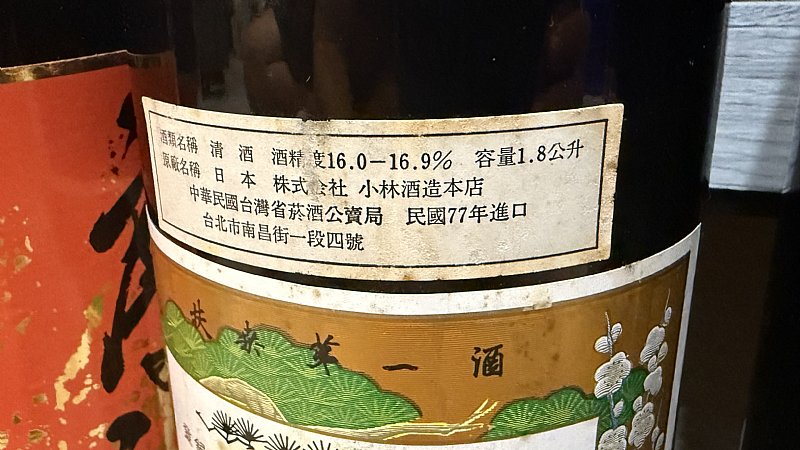 酒類名稱 清酒 酒精度16.0－16.9% 容量1.8公升
原廠名稱 日本 株式會社 小林酒造本店
中華民國台灣省菸酒公賣局 民國77年進口
台北市南昌街一段四號
扶桑第一酒